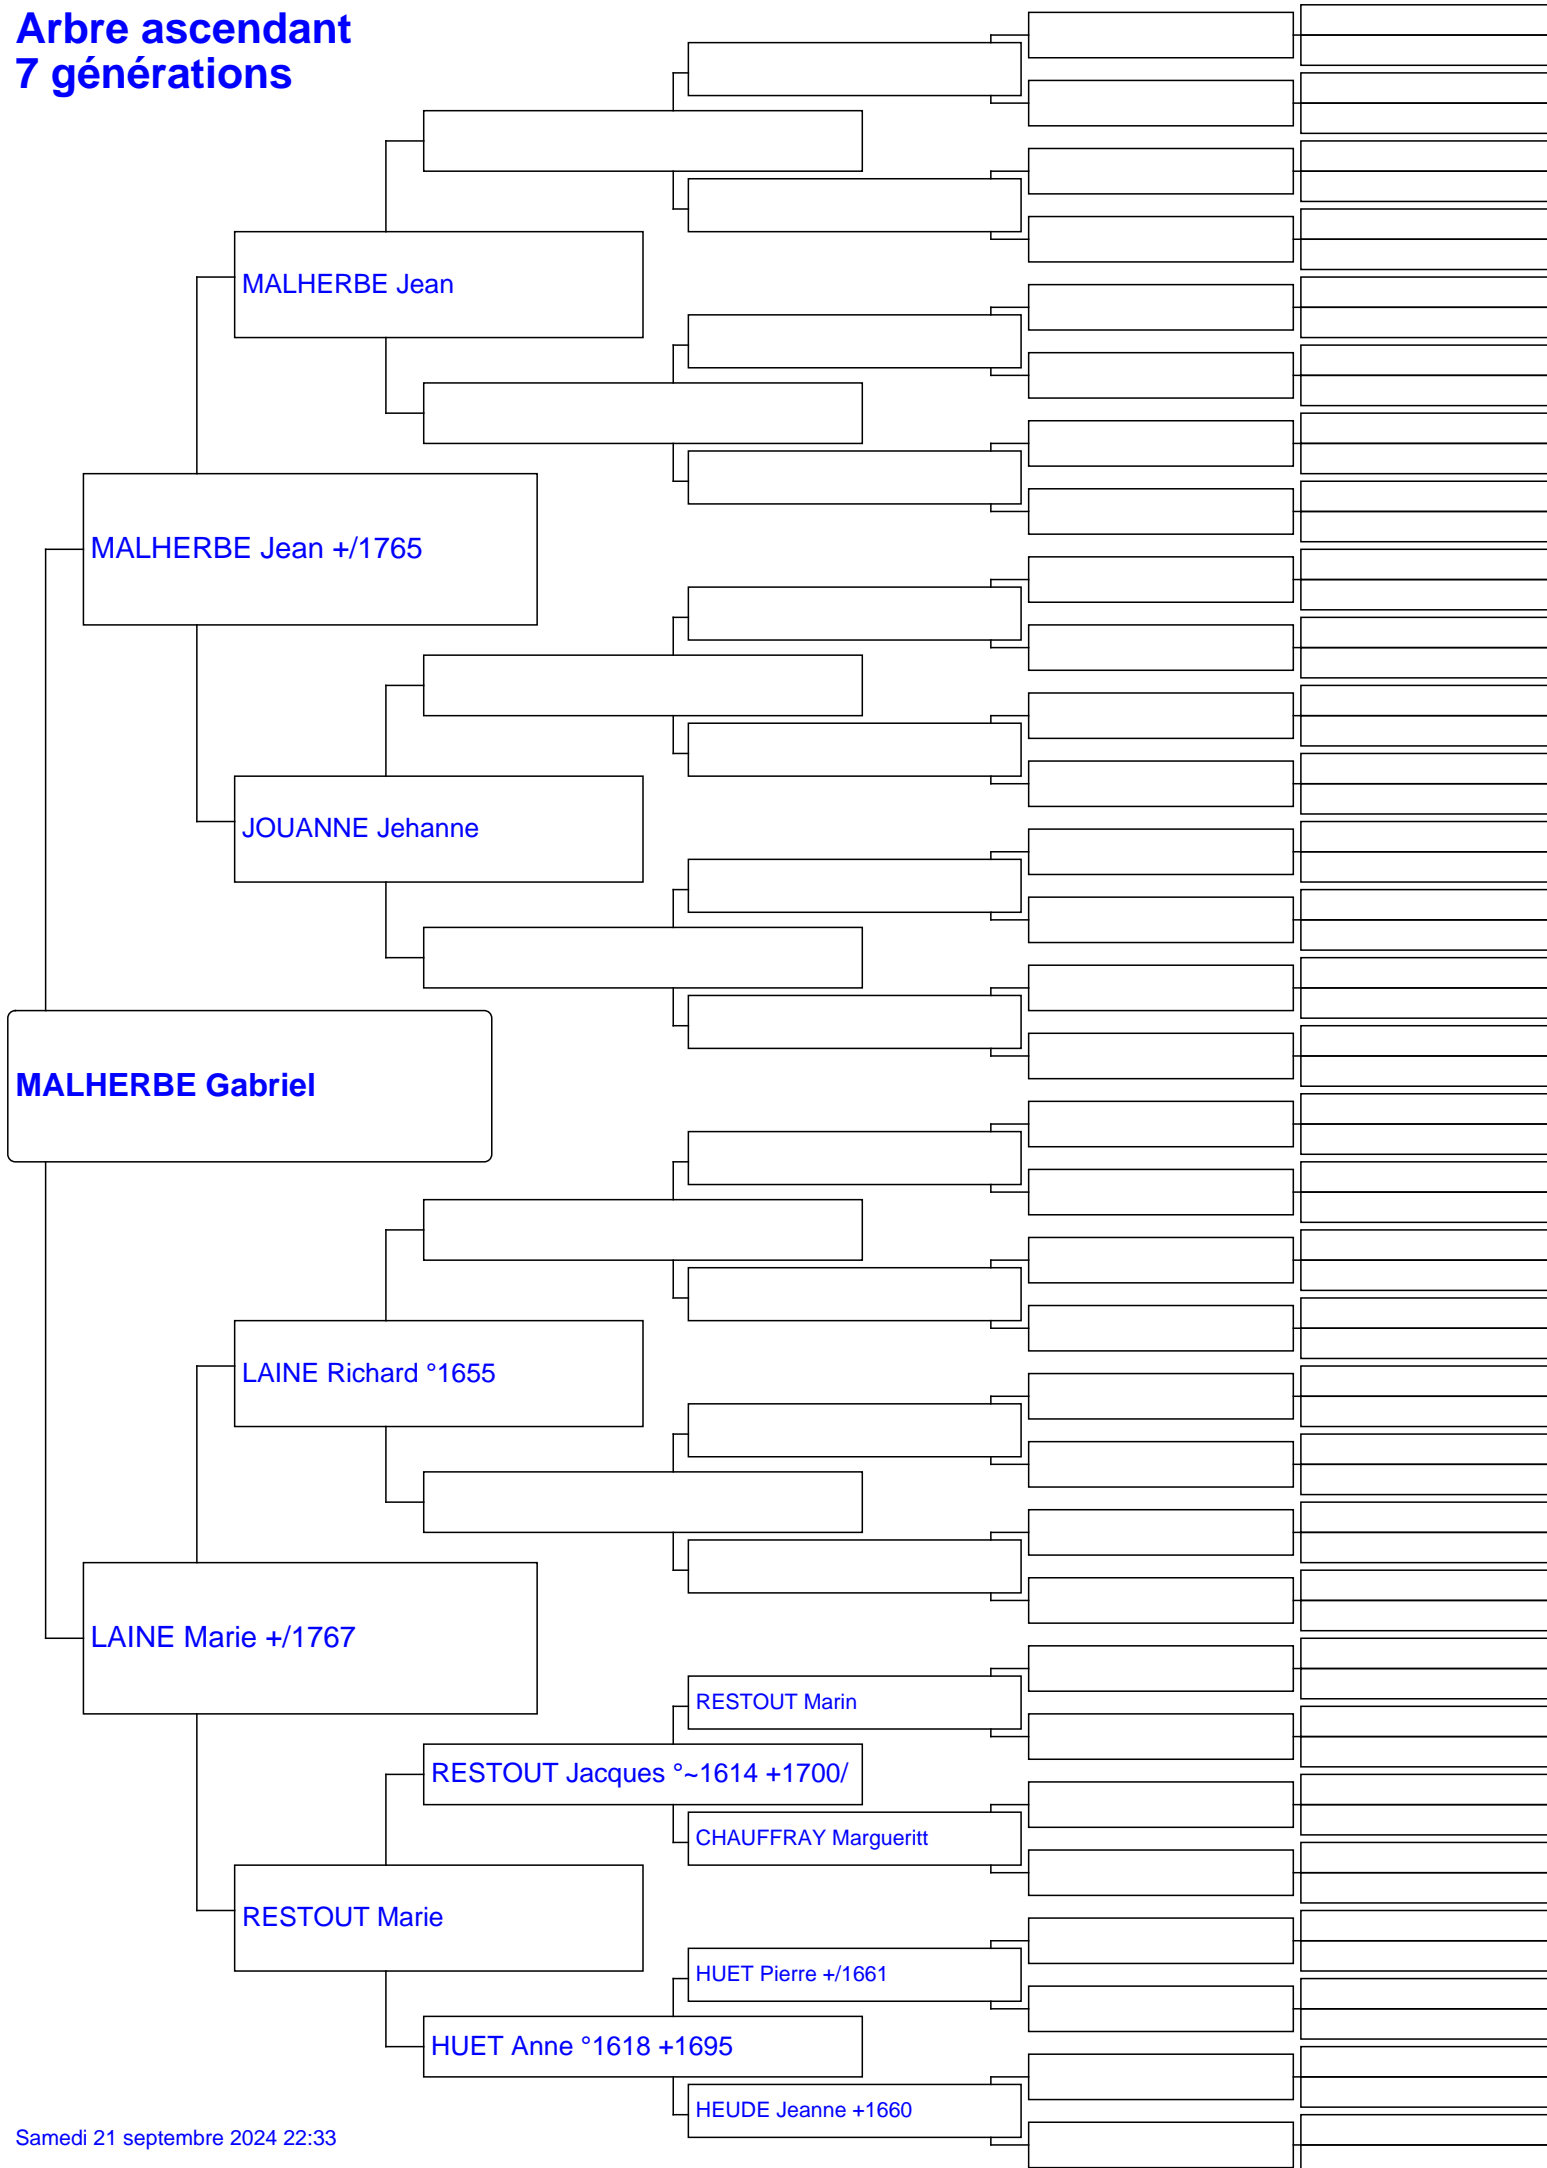 Arbre ascendant
7 générations
MALHERBE Jean
MALHERBE Jean +/1765
JOUANNE Jehanne
MALHERBE Gabriel
LAINE Richard °1655
LAINE Marie +/1767
RESTOUT Marin
RESTOUT Jacques °~1614 +1700/
CHAUFFRAY Margueritt
RESTOUT Marie
HUET Pierre +/1661
HUET Anne °1618 +1695
HEUDE Jeanne +1660
Samedi 21 septembre 2024 22:33